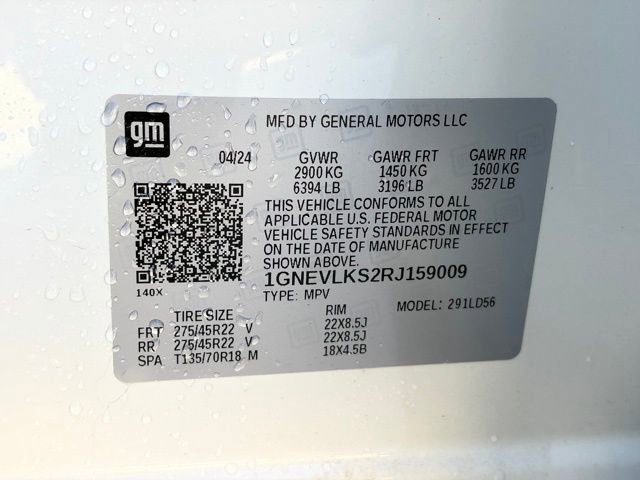 gm
MFD BY GENERAL MOTORS LLC
04/24 GVWR GAWR FRT GAWR RR
2900 KG 1450 KG 1600 KG
6394 LB 3196 LB 3527 LB
THIS VEHICLE CONFORMS TO ALL
APPLICABLE U.S. FEDERAL MOTOR
VEHICLE SAFETY STANDARDS IN EFFECT
ON THE DATE OF MANUFACTURE
SHOWN ABOVE.
140X
1GNEVLKS2RJ159009
TYPE: MPV MODEL: 291LD56
TIRE SIZE RIM
FRT 275/45R22 V 22X8.5J
RR 275/45R22 V 22X8.5J
SPA T135/70R18 M 18X4.5B